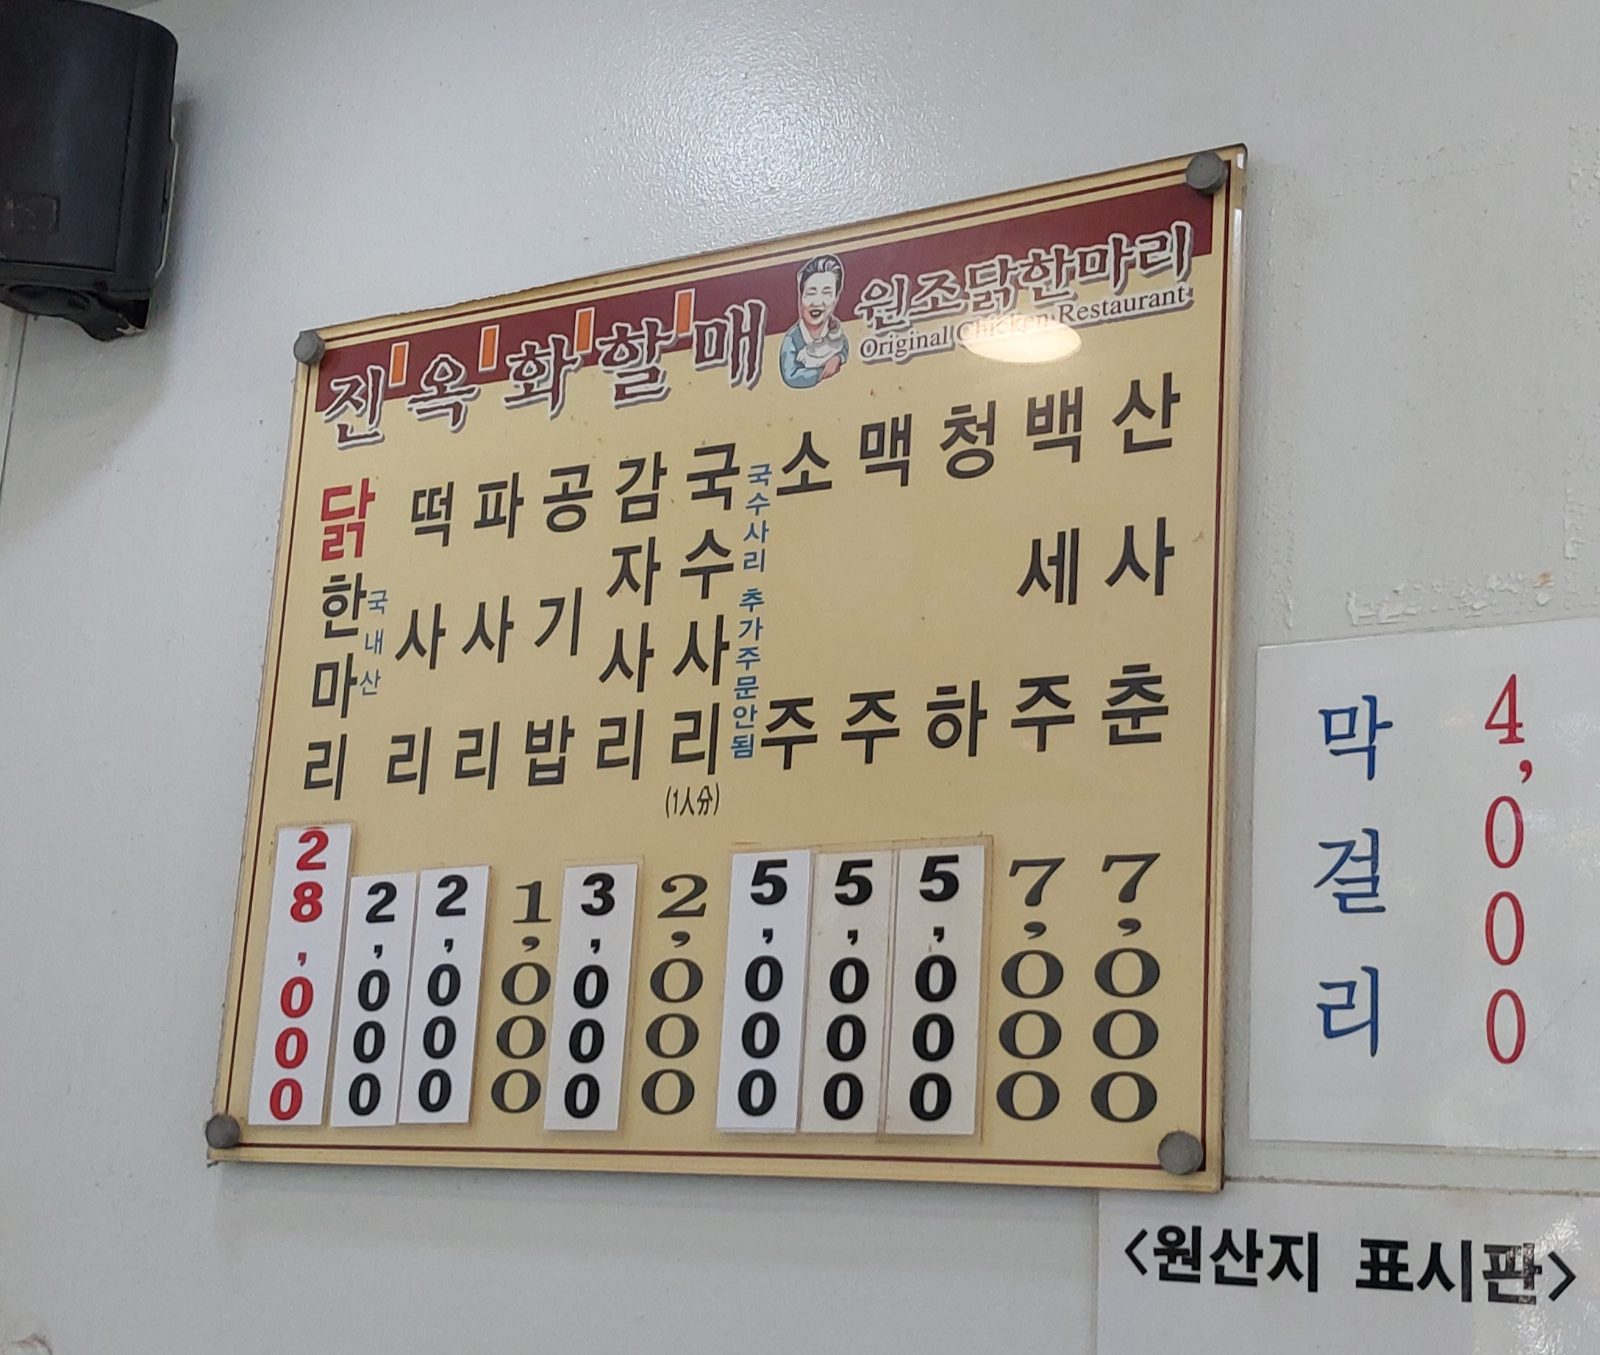 진옥화할매
원조닭한마리
Original Chicken Restaurant
닭한마리
국내산
28,000
떡사리
2,000
파사리
2,000
공기밥
1,000
감자사리
3,000
국수사리
(1人分)
국수사리 추가주문안됨
2,000
소주
5,000
맥주
5,000
청하
5,000
백세주
7,000
산사춘
7,000
막걸리
4,000
<원산지 표시판>